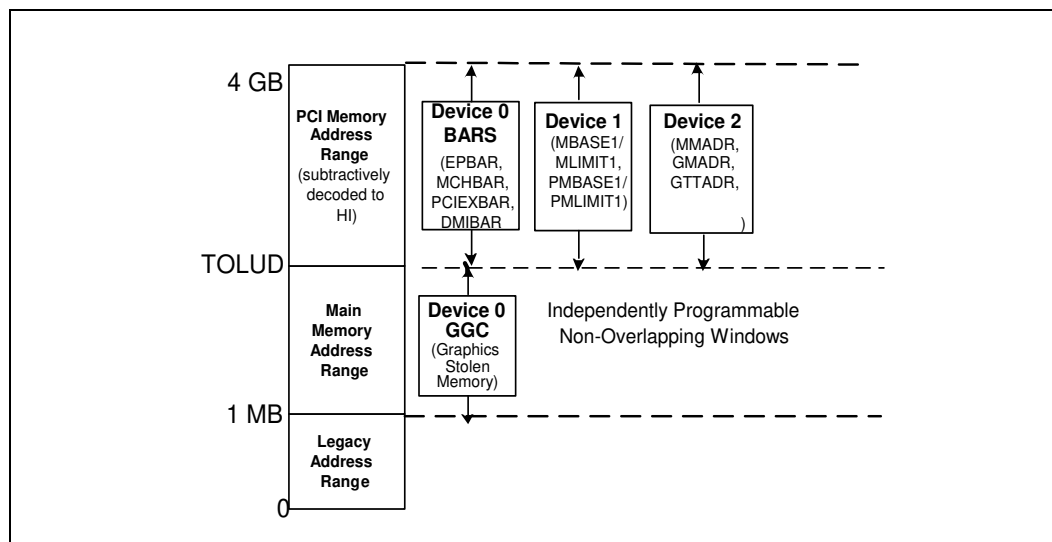 4 GB
PCI Memory
Address
Range
(subtractively
decoded to
HI)
Device 0
BARS
(EPBAR,
MCHBAR,
PCIEXBAR,
DMIBAR
Device 1
(MBASE1/
MLIMIT1,
PMBASE1/
PMLIMIT1)
Device 2
(MMADR,
GMADR,
GTTADR,
)
TOLUD
Main
Memory
Address
Range
Device 0
GGC
(Graphics
Stolen
Memory)
Independently Programmable
Non-Overlapping Windows
1 MB
Legacy
Address
Range
0